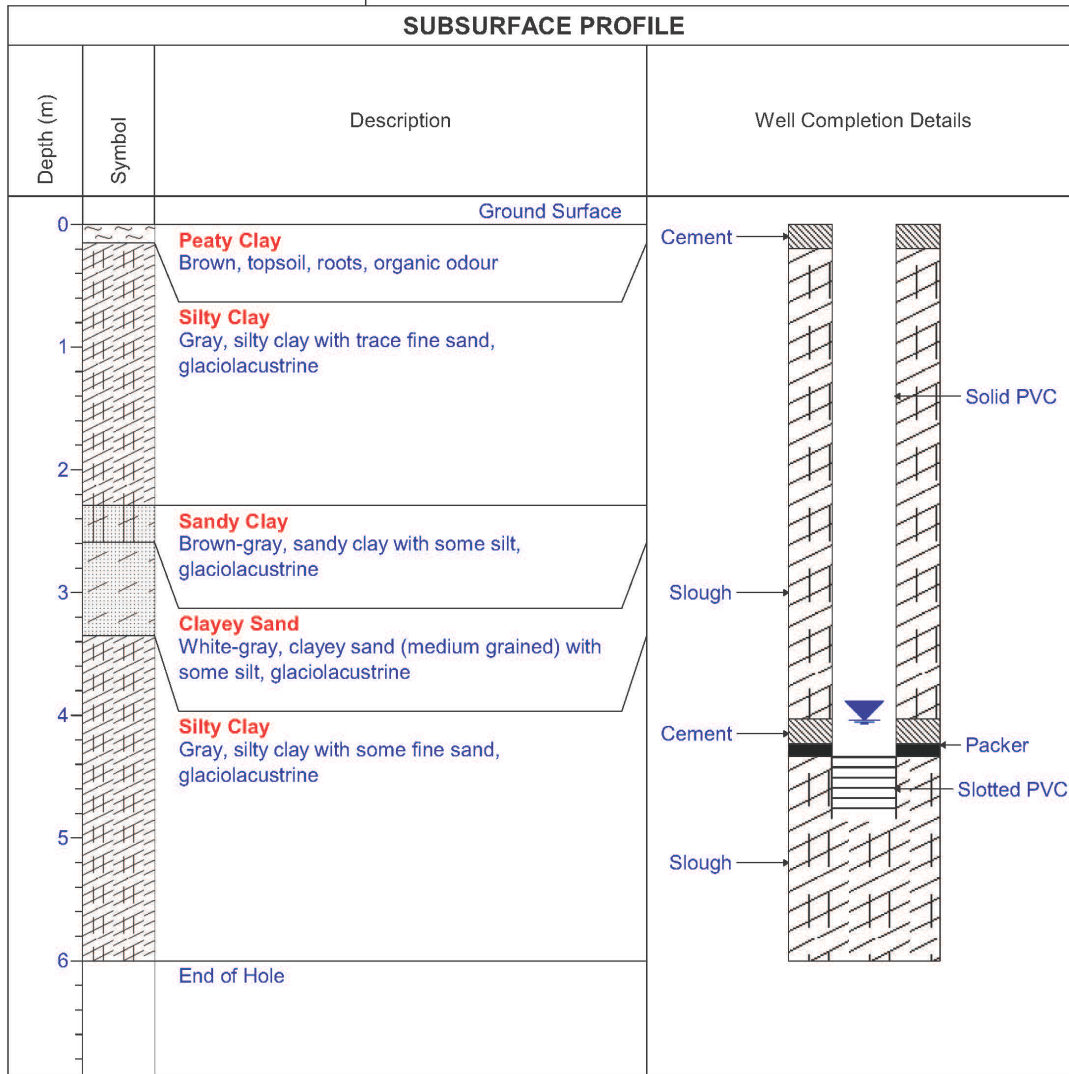 SUBSURFACE PROFILE
Depth (m)
Symbol
Description
Well Completion Details
Ground Surface
0
Peaty Clay
Brown, topsoil, roots, organic odour
Silty Clay
Gray, silty clay with trace fine sand,
glaciolacustrine
1
2
Sandy Clay
Brown-gray, sandy clay with some silt,
glaciolacustrine
3
Clayey Sand
White-gray, clayey sand (medium grained) with
some silt, glaciolacustrine
4
Silty Clay
Gray, silty clay with some fine sand,
glaciolacustrine
5
6
End of Hole
Cement
Solid PVC
Slough
Cement
Packer
Slotted PVC
Slough